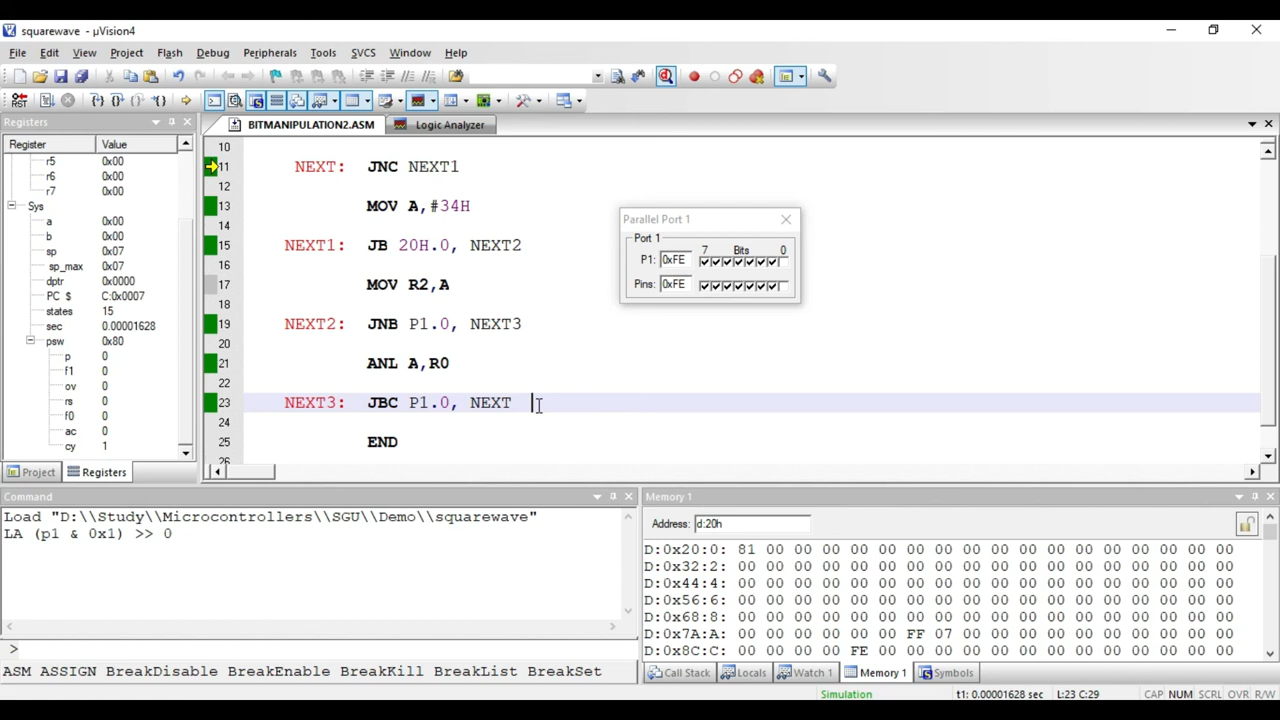 squarewave - µVision4
File Edit View Project Flash Debug Peripherals Tools SVCS Window Help
RST
Registers
Register Value
r5 0x00
r6 0x00
r7 0x00
Sys
a 0x00
b 0x00
sp 0x07
sp_max 0x07
dptr 0x0000
PC $ C:0x0007
states 15
sec 0.00001628
psw 0x80
p 0
f1 0
ov 0
rs 0
f0 0
ac 0
cy 1
Project Registers
BITMANIPULATION2.ASM Logic Analyzer
10
11 NEXT: JNC NEXT1
12
13 MOV A,#34H
14
15 NEXT1: JB 20H.0, NEXT2
16
17 MOV R2,A
18
19 NEXT2: JNB P1.0, NEXT3
20
21 ANL A,R0
22
23 NEXT3: JBC P1.0, NEXT
24
25 END
26
Parallel Port 1
Port 1
7 Bits 0
P1: 0xFE
Pins: 0xFE
Command
Load "D:\\Study\\Microcontrollers\\SGU\\Demo\\squarewave"
LA (p1 & 0x1) >> 0
>
ASM ASSIGN BreakDisable BreakEnable BreakKill BreakList BreakSet
Memory 1
Address: d:20h
D:0x20:0: 81 00 00 00 00 00 00 00 00 00 00 00 00 00 00 00 00 00
D:0x32:2: 00 00 00 00 00 00 00 00 00 00 00 00 00 00 00 00 00 00
D:0x44:4: 00 00 00 00 00 00 00 00 00 00 00 00 00 00 00 00 00 00
D:0x56:6: 00 00 00 00 00 00 00 00 00 00 00 00 00 00 00 00 00 00
D:0x68:8: 00 00 00 00 00 00 00 00 00 00 00 00 00 00 00 00 00 00
D:0x7A:A: 00 00 00 00 00 00 FF 07 00 00 00 00 00 00 00 00 00 00
D:0x8C:C: 00 00 00 00 FE 00 00 00 00 00 00 00 00 00 00 00 00 00
Call Stack Locals Watch 1 Memory 1 Symbols
Simulation t1: 0.00001628 sec L:23 C:29 CAP NUM SCRL OVR R/W